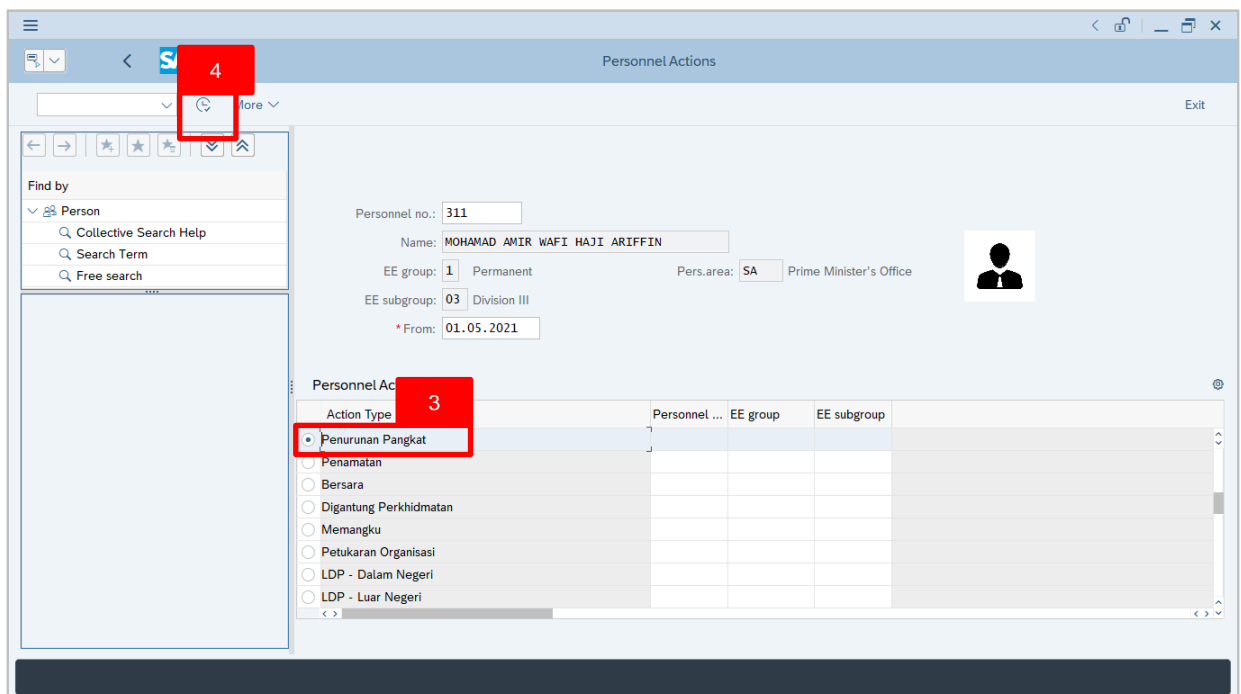 Personnel Actions
4
More
Exit
Find by
Person
Collective Search Help
Search Term
Free search
Personnel no.: 311
Name: MOHAMAD AMIR WAFI HAJI ARIFFIN
EE group: 1 Permanent Pers.area: SA Prime Minister's Office
EE subgroup: 03 Division III
*From: 01.05.2021
Personnel Ac
3
Action Type Personnel ... EE group EE subgroup
Penurunan Pangkat
Penamatan
Bersara
Digantung Perkhidmatan
Memangku
Petukaran Organisasi
LDP - Dalam Negeri
LDP - Luar Negeri